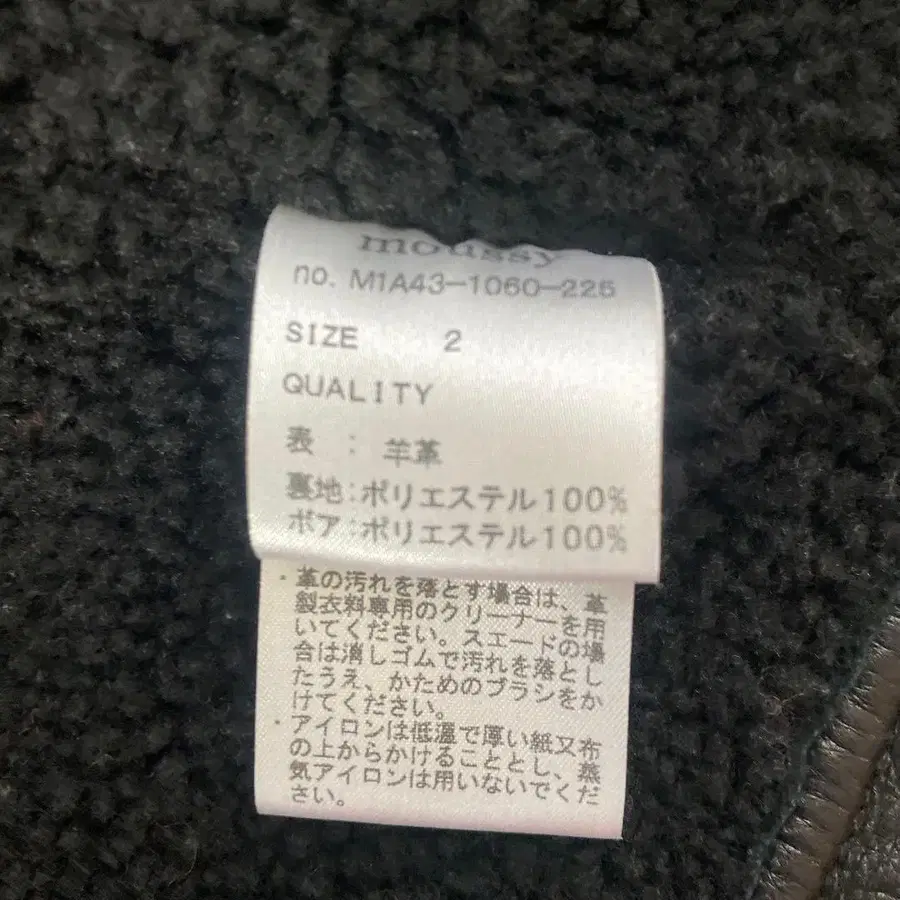 moussy
no. M1A43-1060-225
SIZE 2
QUALITY
表 : 羊革
裏地:ポリエステル100%
ボア:ポリエステル100%
・革の汚れを落とす場合は、革
製衣料専用のクリーナーを用
いてください。スエードの場
合は消しゴムで汚れを落とし
たうえ、かためのブラシをか
けてください。
・アイロンは低温で厚い紙又布
の上からかけることとし、蒸
気アイロンは用いないでくだ
さい。